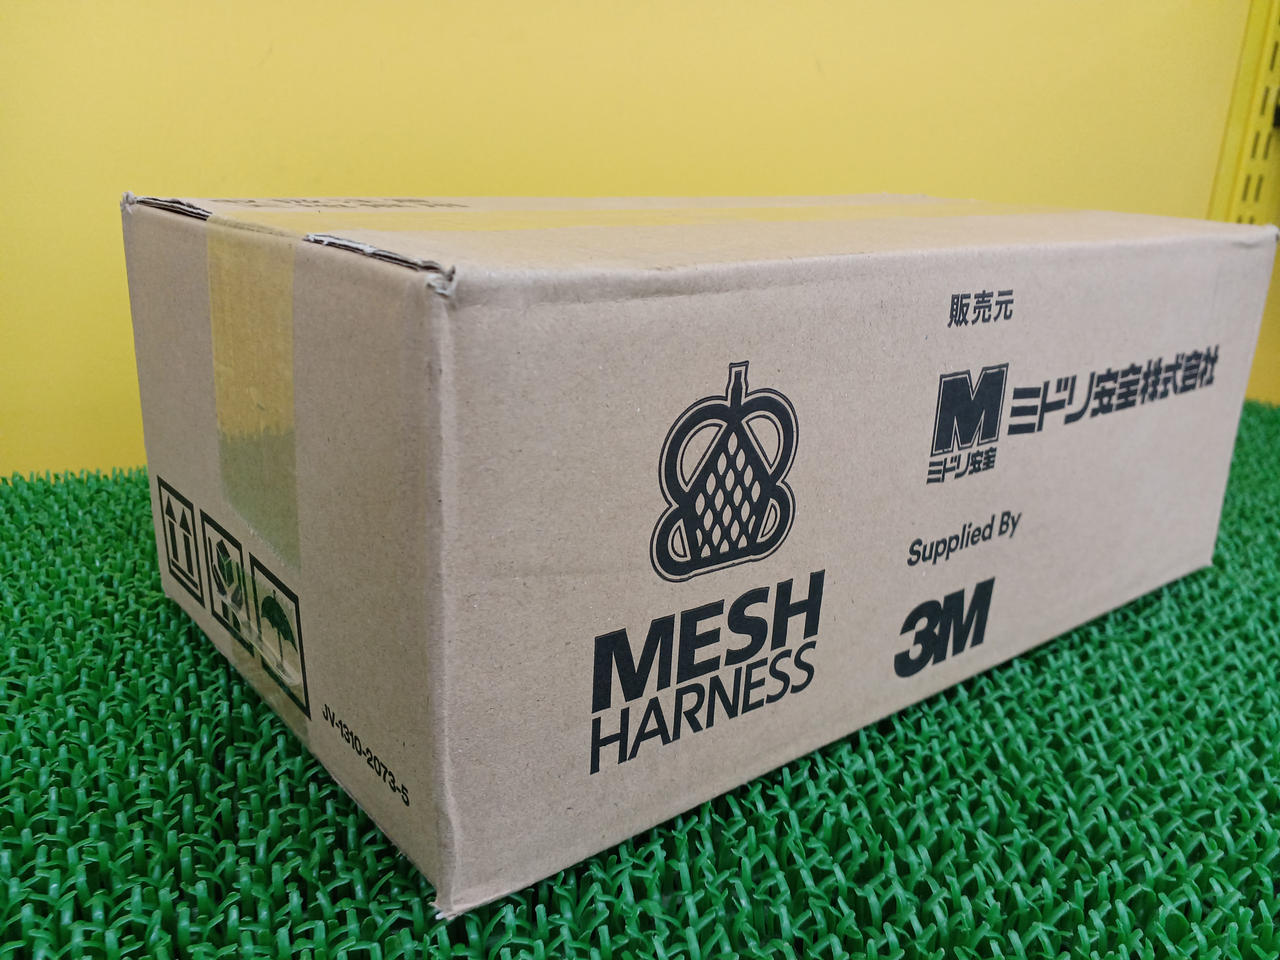 販売元
M ミドリ安全株式会社
ミドリ安全
Supplied By
3M
MESH
HARNESS
JV-1310-2073-5